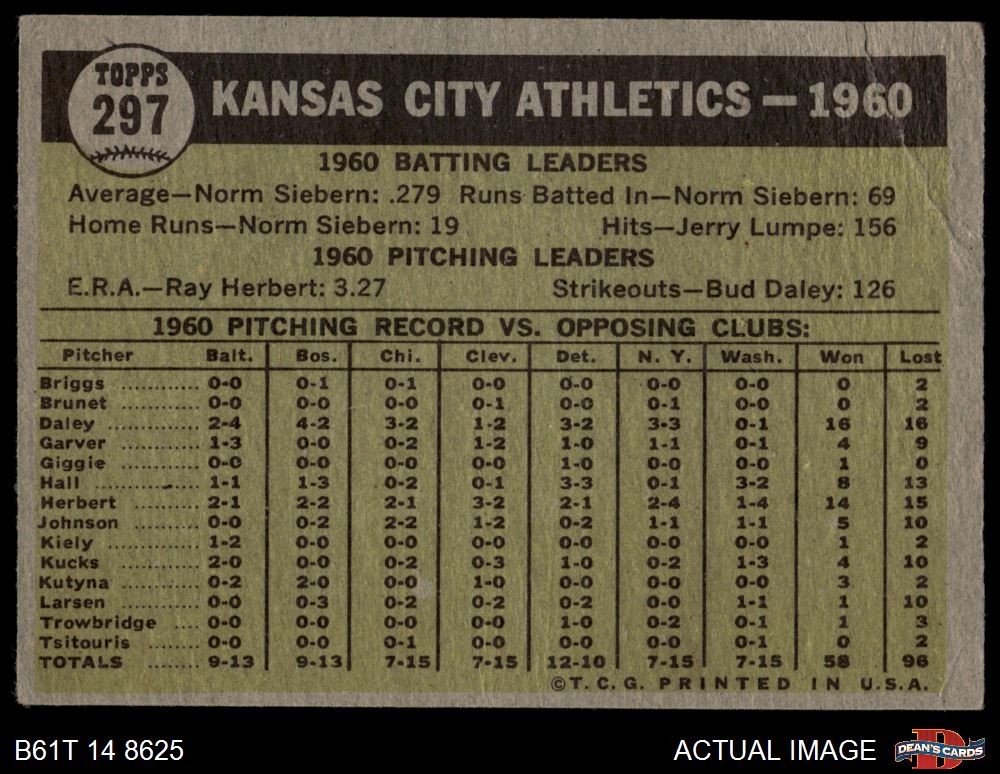 TOPPS
297
KANSAS CITY ATHLETICS — 1960
1960 BATTING LEADERS
Average—Norm Siebern: .279 Runs Batted In—Norm Siebern: 69
Home Runs—Norm Siebern: 19 Hits—Jerry Lumpe: 156
1960 PITCHING LEADERS
E.R.A.—Ray Herbert: 3.27 Strikeouts—Bud Daley: 126
1960 PITCHING RECORD VS. OPPOSING CLUBS:
Pitcher Balt. Bos. Chi. Clev. Det. N. Y. Wash. Won Lost
Briggs ........... 0-0 0-1 0-1 0-0 0-0 0-0 0-0 0 2
Brunet ........... 0-0 0-0 0-0 0-1 0-0 0-1 0-0 0 2
Daley ............ 2-4 4-2 3-2 1-2 3-2 3-3 0-1 16 16
Garver ........... 1-3 0-0 0-2 1-2 1-0 1-1 0-1 4 9
Giggie ........... 0-0 0-0 0-0 0-0 1-0 0-0 0-0 1 0
Hall ............. 1-1 1-3 0-2 0-1 3-3 0-1 3-2 8 13
Herbert .......... 2-1 2-2 2-1 3-2 2-1 2-4 1-4 14 15
Johnson .......... 0-0 0-2 2-2 1-2 0-2 1-1 1-1 5 10
Kiely ............ 1-2 0-0 0-0 0-0 0-0 0-0 0-0 1 2
Kucks ............ 2-0 0-0 0-2 0-3 1-0 0-2 1-3 4 10
Kutyna ........... 0-2 2-0 0-0 1-0 0-0 0-0 0-0 3 2
Larsen ........... 0-0 0-3 0-2 0-2 0-2 0-0 1-1 1 10
Trowbridge .... 0-0 0-0 0-0 0-0 1-0 0-2 0-1 1 3
Tsitouris ........ 0-0 0-0 0-1 0-0 0-0 0-0 0-1 0 2
TOTALS ....... 9-13 9-13 7-15 7-15 12-10 7-15 7-15 58 96
©T. C. G. PRINTED IN U.S.A.
B61T 14 8625 ACTUAL IMAGE DEAN'S CARDS